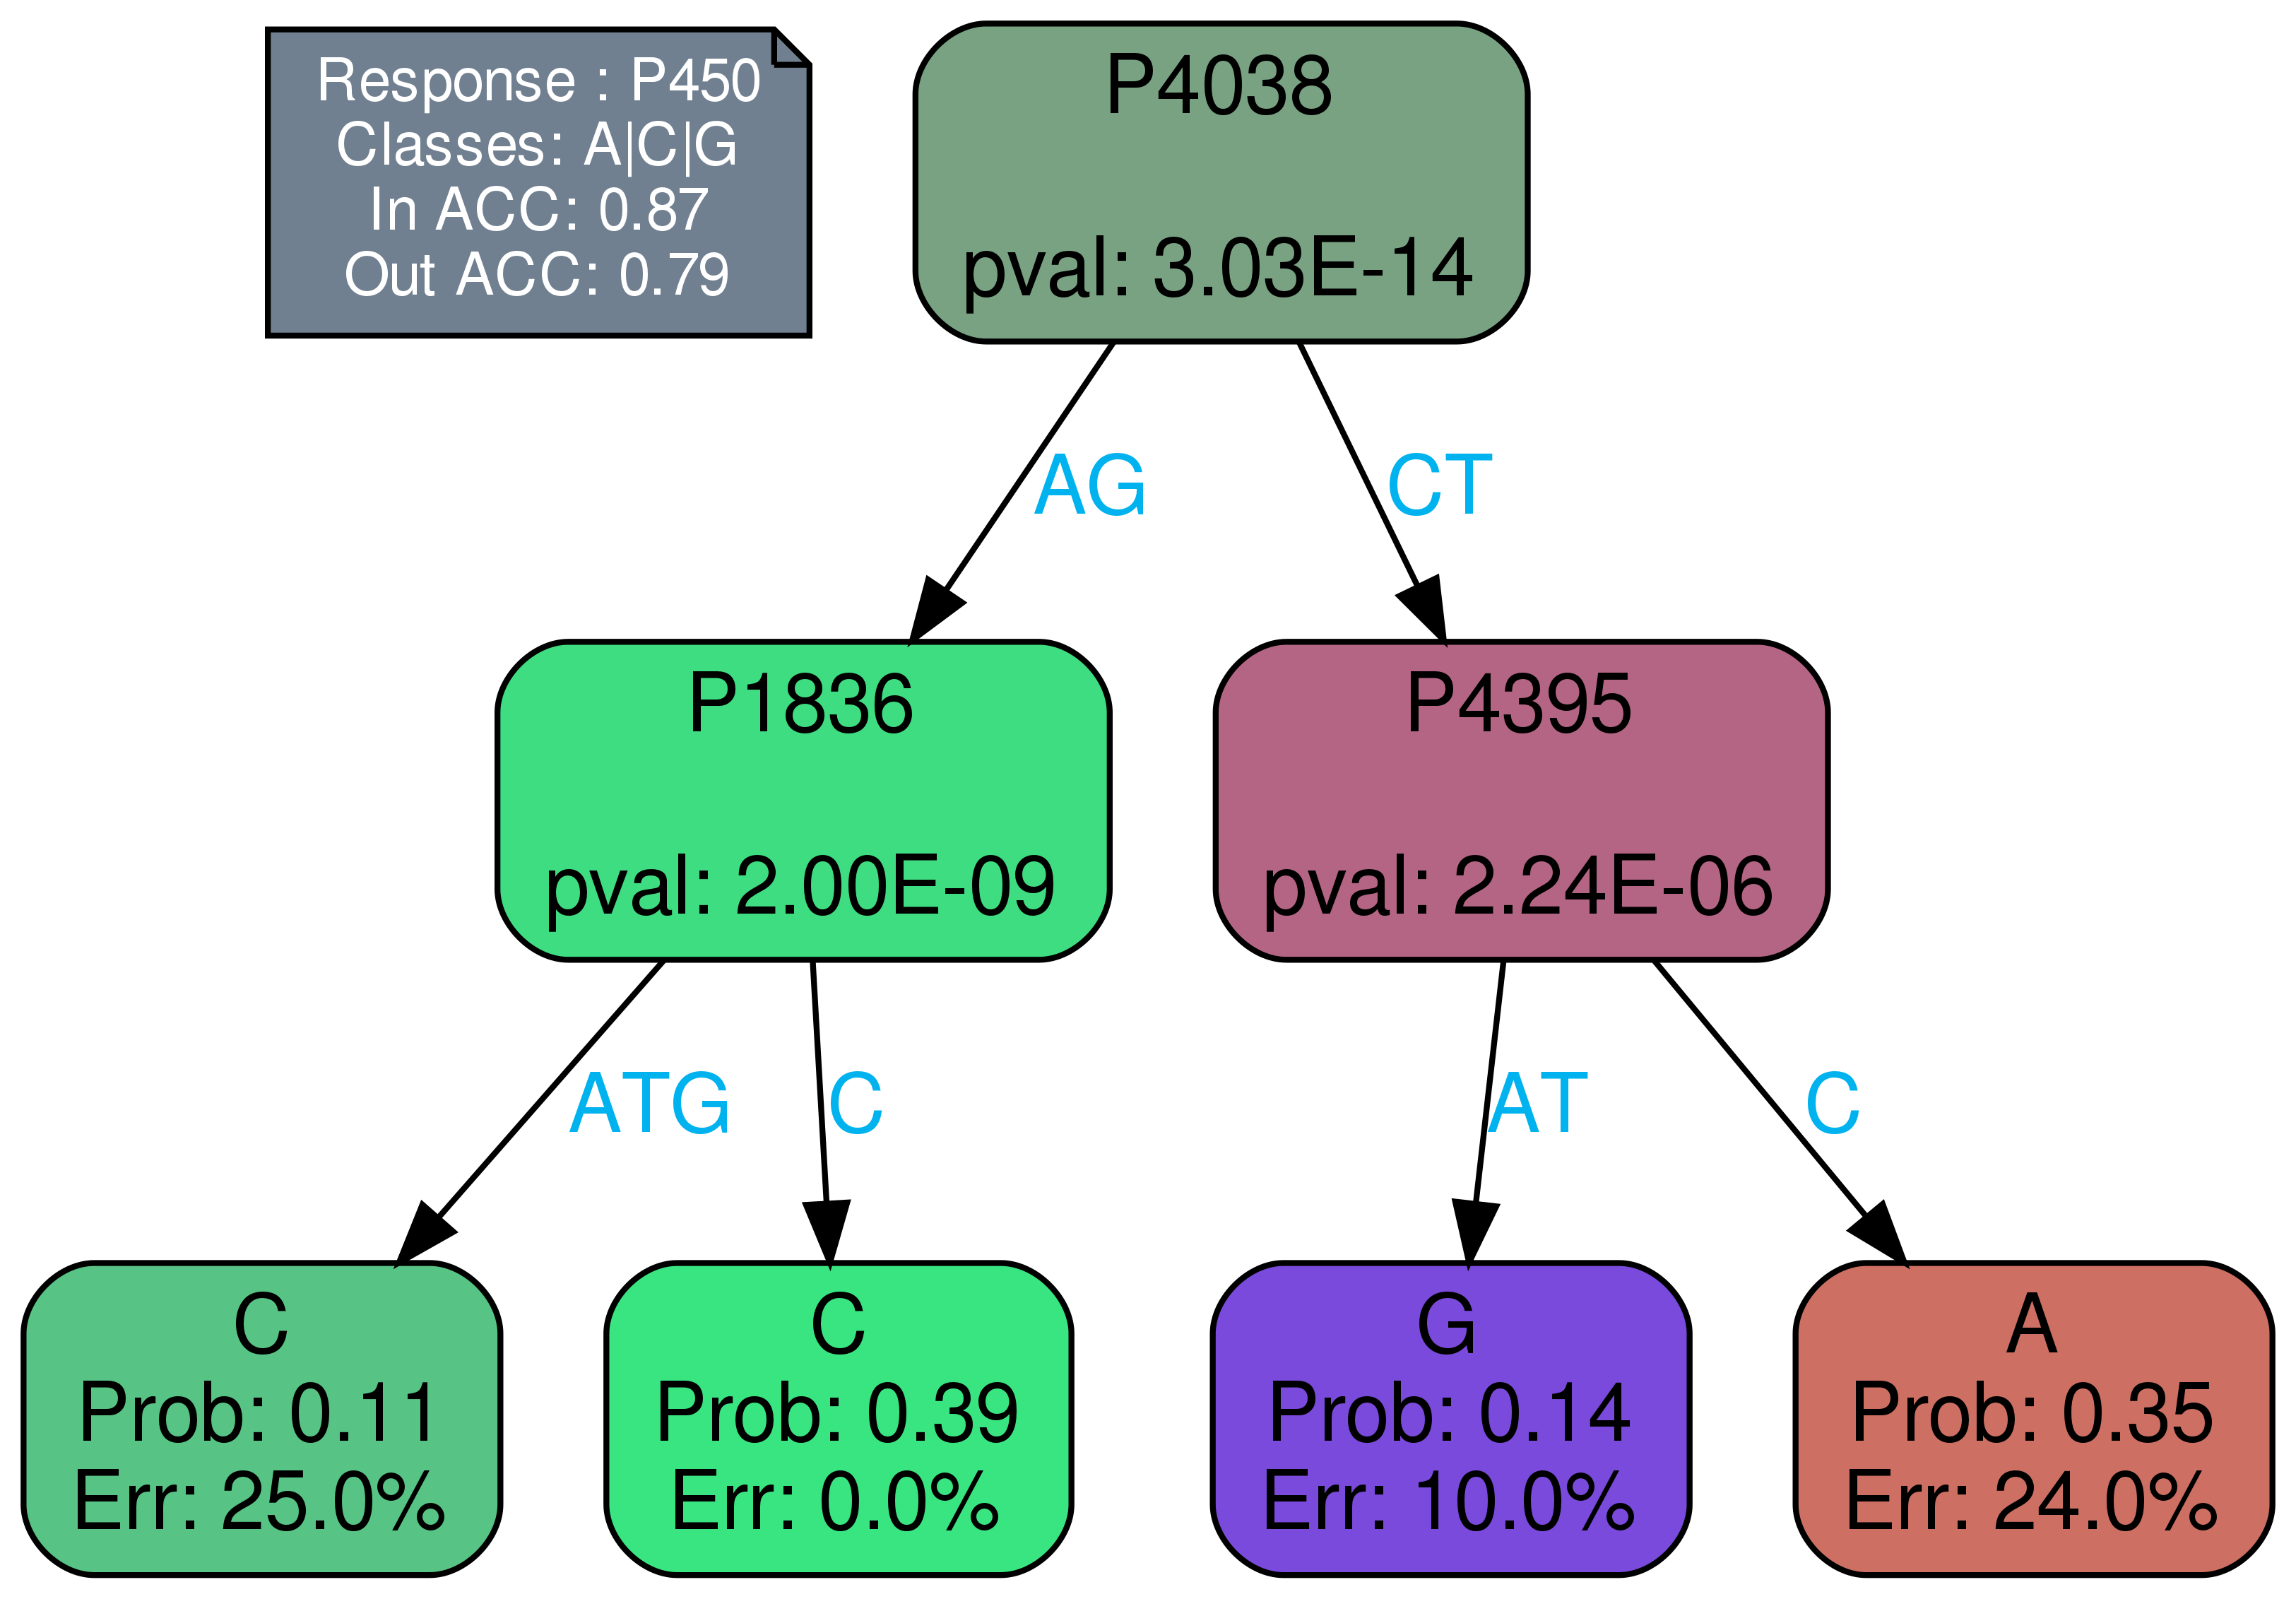 Response : P450
Classes: A|C|G
In ACC: 0.87
Out ACC: 0.79
P4038
pval: 3.03E-14
AG
CT
P1836
pval: 2.00E-09
P4395
pval: 2.24E-06
ATG
C
AT
C
C
Prob: 0.11
Err: 25.0%
C
Prob: 0.39
Err: 0.0%
G
Prob: 0.14
Err: 10.0%
A
Prob: 0.35
Err: 24.0%